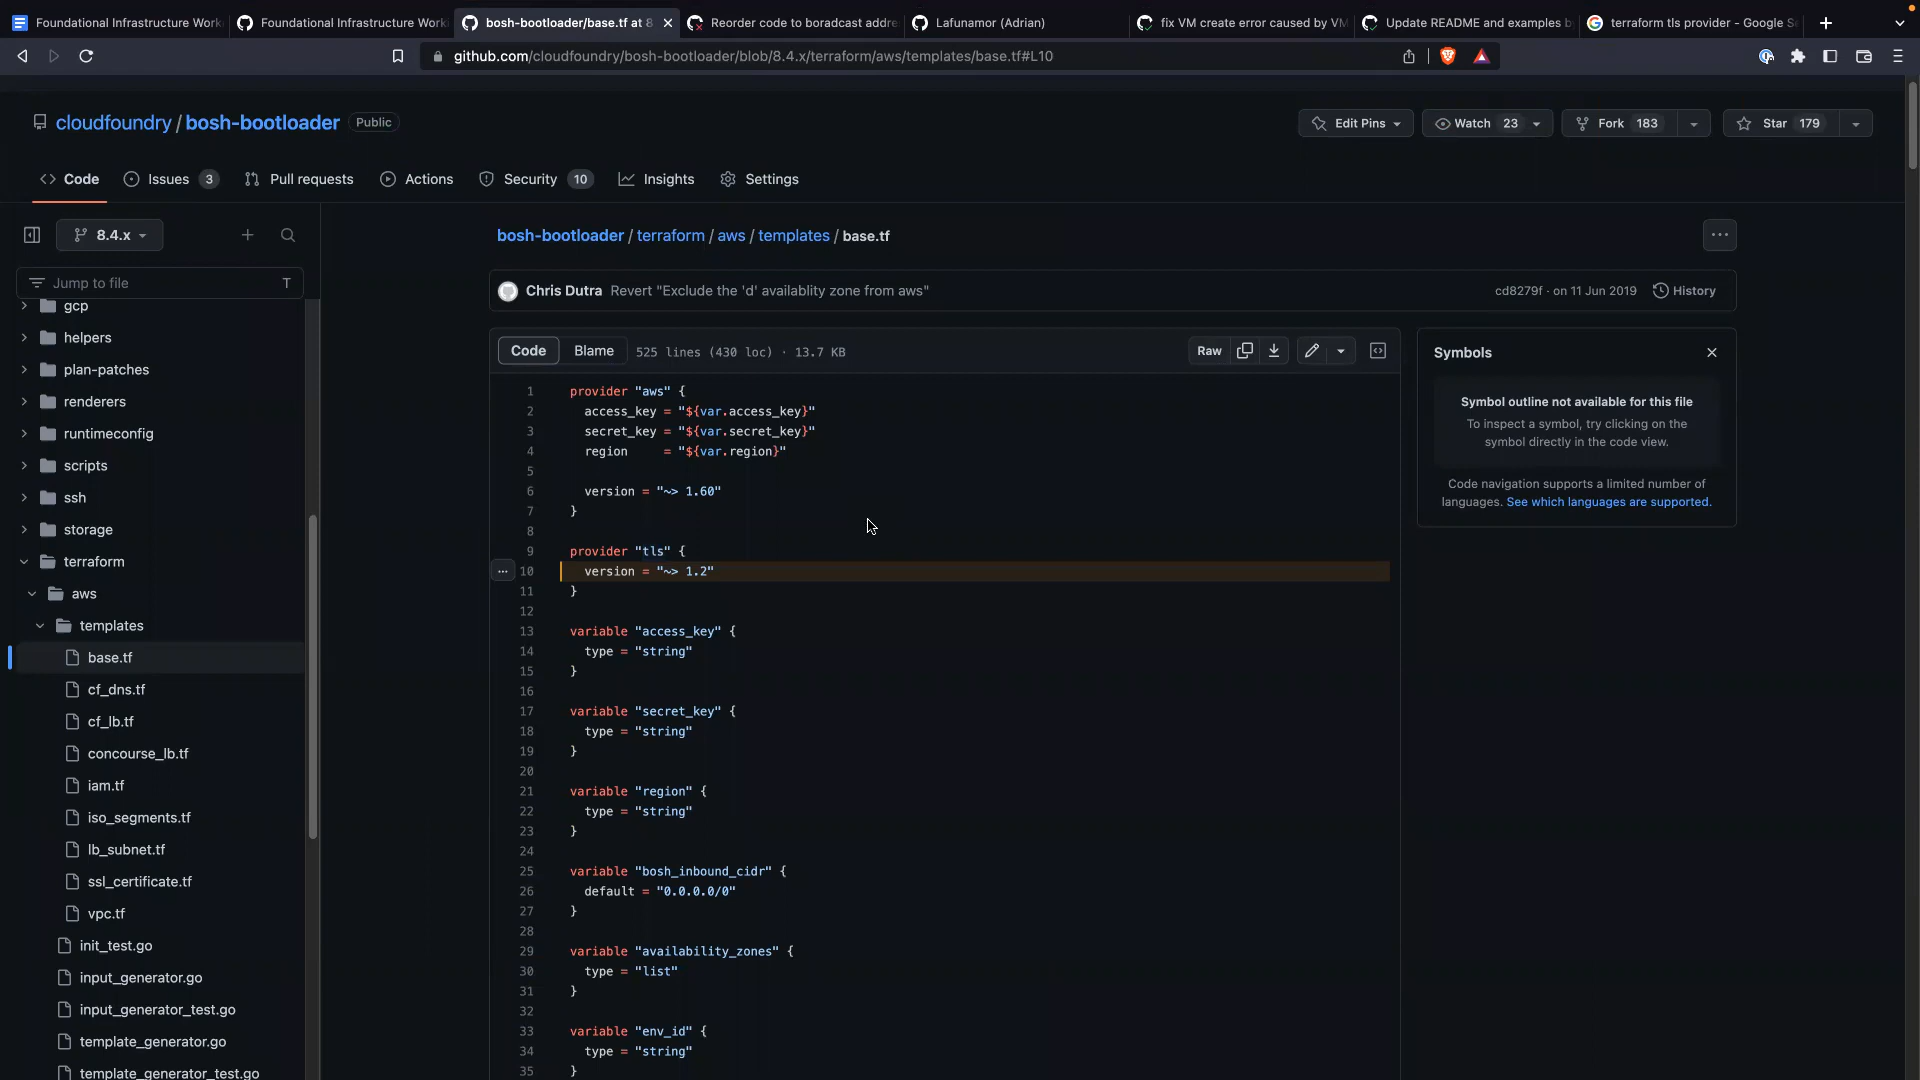 Foundational Infrastructure Work
Foundational Infrastructure Worki
bosh-bootloader/base.tf at 8
Reorder code to boradcast addre
Lafunamor (Adrian)
fix VM create error caused by VM
Update README and examples b
terraform tls provider - Google S
github.com/cloudfoundry/bosh-bootloader/blob/8.4.x/terraform/aws/templates/base.tf#L10
cloudfoundry / bosh-bootloader Public
Edit Pins
Watch 23
Fork 183
Star 179
Code
Issues 3
Pull requests
Actions
Security 10
Insights
Settings
8.4.x
Jump to file T
gcp
helpers
plan-patches
renderers
runtimeconfig
scripts
ssh
storage
terraform
aws
templates
base.tf
cf_dns.tf
cf_lb.tf
concourse_lb.tf
iam.tf
iso_segments.tf
lb_subnet.tf
ssl_certificate.tf
vpc.tf
init_test.go
input_generator.go
input_generator_test.go
template_generator.go
template_generator_test.go
bosh-bootloader / terraform / aws / templates / base.tf
Chris Dutra Revert "Exclude the 'd' availablity zone from aws"
cd8279f · on 11 Jun 2019 History
Code Blame 525 lines (430 loc) · 13.7 KB
Raw
1 provider "aws" {
2 access_key = "${var.access_key}"
3 secret_key = "${var.secret_key}"
4 region     = "${var.region}"
5
6 version = "~> 1.60"
7 }
8
9 provider "tls" {
10 version = "~> 1.2"
11 }
12
13 variable "access_key" {
14 type = "string"
15 }
16
17 variable "secret_key" {
18 type = "string"
19 }
20
21 variable "region" {
22 type = "string"
23 }
24
25 variable "bosh_inbound_cidr" {
26 default = "0.0.0.0/0"
27 }
28
29 variable "availability_zones" {
30 type = "list"
31 }
32
33 variable "env_id" {
34 type = "string"
35 }
Symbols
Symbol outline not available for this file
To inspect a symbol, try clicking on the
symbol directly in the code view.
Code navigation supports a limited number of
languages. See which languages are supported.